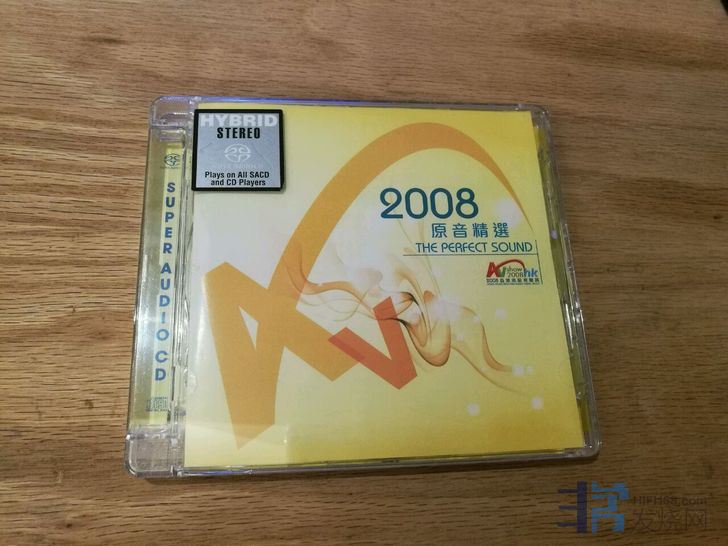 HYBRID
STEREO
Plays on All SACD
and CD Players
SUPER AUDIO CD
2008
原音精選
THE PERFECT SOUND
AV show
2008 hk
HIFI168.com
发烧网